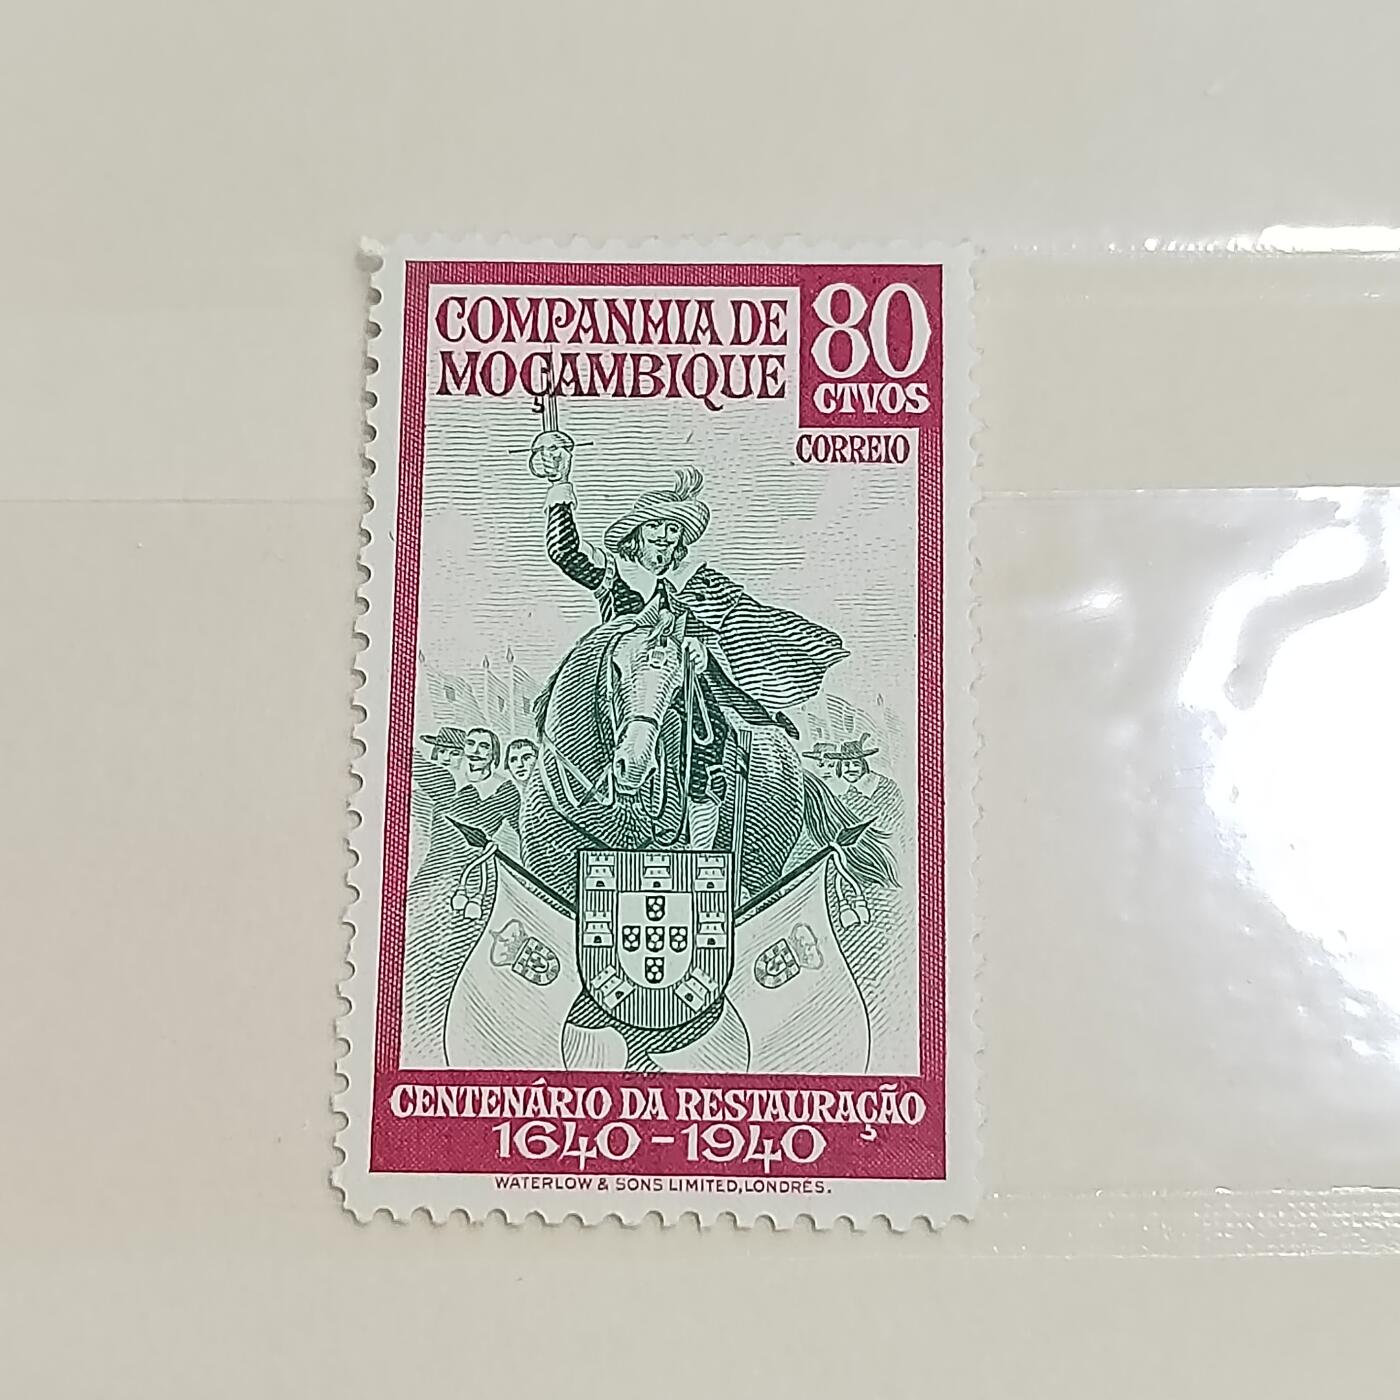 COMPANHIA DE
MOÇAMBIQUE
80
CTVOS
CORREIO
CENTENÁRIO DA RESTAURAÇÃO
1640-1940
WATERLOW & SONS LIMITED, LONDRES.